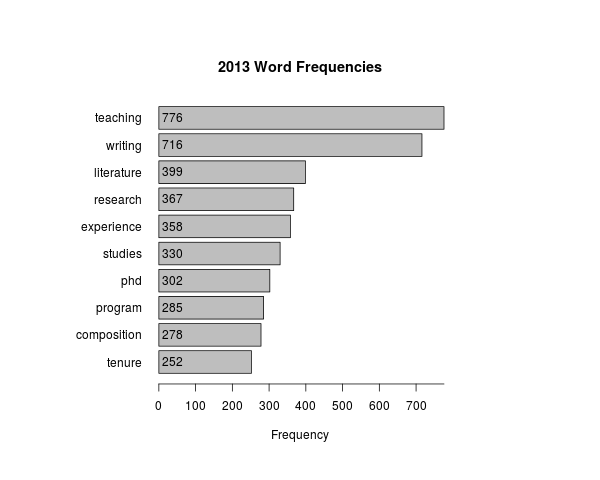 2013 Word Frequencies
teaching 776
writing 716
literature 399
research 367
experience 358
studies 330
phd 302
program 285
composition 278
tenure 252
0 100 200 300 400 500 600 700
Frequency